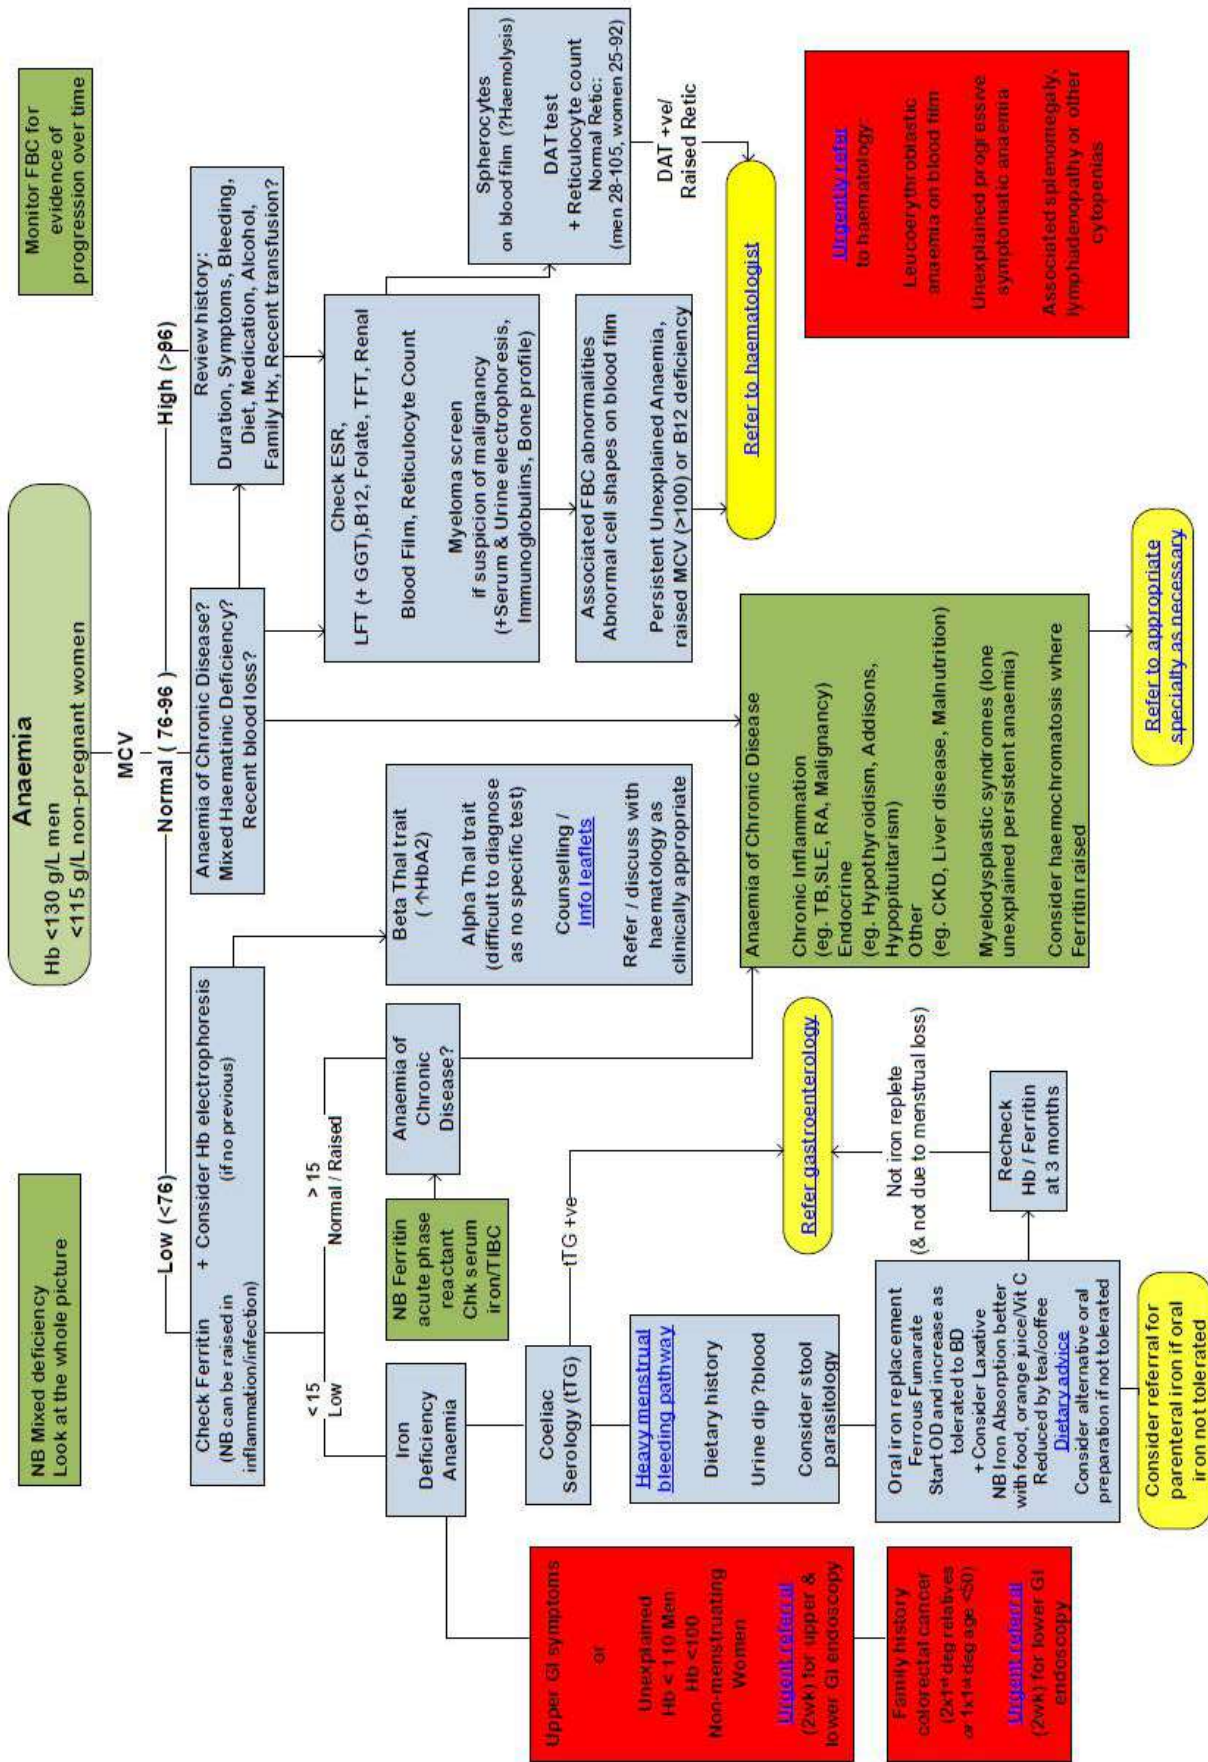 NB Mixed deficiency
Look at the whole picture
Anaemia
Hb <130 g/L men
<115 g/L non-pregnant women
Monitor FBC for
evidence of
progression over time
MCV
Low (<76)
Normal ( 76-96 )
High (>96)
Check Ferritin + Consider Hb electrophoresis
(NB can be raised in (if no previous)
inflammation/infection)
Anaemia of Chronic Disease?
Mixed Haematinic Deficiency?
Recent blood loss?
Review history:
Duration, Symptoms, Bleeding,
Diet, Medication, Alcohol,
Family Hx, Recent transfusion?
<15
Low
> 15
Normal / Raised
Iron
Deficiency
Anaemia
NB Ferritin
acute phase
reactant
Chk serum
iron/TIBC
Anaemia of
Chronic
Disease?
Beta Thal trait
( ↑HbA2)
Alpha Thal trait
(difficult to diagnose
as no specific test)
Counselling /
Info leaflets
Refer / discuss with
haematology as
clinically appropriate
Check ESR,
LFT (+ GGT),B12, Folate, TFT, Renal
Blood Film, Reticulocyte Count
Myeloma screen
if suspicion of malignancy
(+Serum & Urine electrophoresis,
Immunoglobulins, Bone profile)
Spherocytes
on blood film (?Haemolysis)
DAT test
+ Reticulocyte count
Normal Retic:
(men 28-105, women 25-92)
DAT +ve/
Raised Retic
Associated FBC abnormalities
Abnormal cell shapes on blood film
Persistent Unexplained Anaemia,
raised MCV (>100) or B12 deficiency
Refer to haematologist
Coeliac
Serology (tTG)
tTG +ve
Upper GI symptoms
or
Unexplained
Hb < 110 Men
Hb <100
Non-menstruating
Women
Urgent referral
(2wk) for upper &
lower GI endoscopy
Heavy menstrual
bleeding pathway
Dietary history
Urine dip ?blood
Consider stool
parasitology
Refer gastroenterology
Anaemia of Chronic Disease
Chronic Inflammation
(eg. TB,SLE, RA, Malignancy)
Endocrine
(eg. Hypothyroidism, Addisons,
Hypopituitarism)
Other
(eg. CKD, Liver disease, Malnutrition)
Myelodysplastic syndromes (lone
unexplained persistent anaemia)
Consider haemochromatosis where
Ferritin raised
Urgently refer
to haematology:
Leucoerythroblastic
anaemia on blood film
Unexplained progressive
symptomatic anaemia
Associated splenomegaly,
lymphadenopathy or other
cytopenias
Family history
colorectal cancer
(2x1st deg relatives
or 1x1st deg age <50)
Urgent referral
(2wk) for lower GI
endoscopy
Oral iron replacement
Ferrous Fumarate
Start OD and increase as
tolerated to BD
+ Consider Laxative
NB Iron Absorption better
with food, orange juice/Vit C
Reduced by tea/coffee
Dietary advice
Consider alternative oral
preparation if not tolerated
Not iron replete
(& not due to menstrual loss)
Recheck
Hb / Ferritin
at 3 months
Refer to appropriate
specialty as necessary
Consider referral for
parenteral iron if oral
iron not tolerated